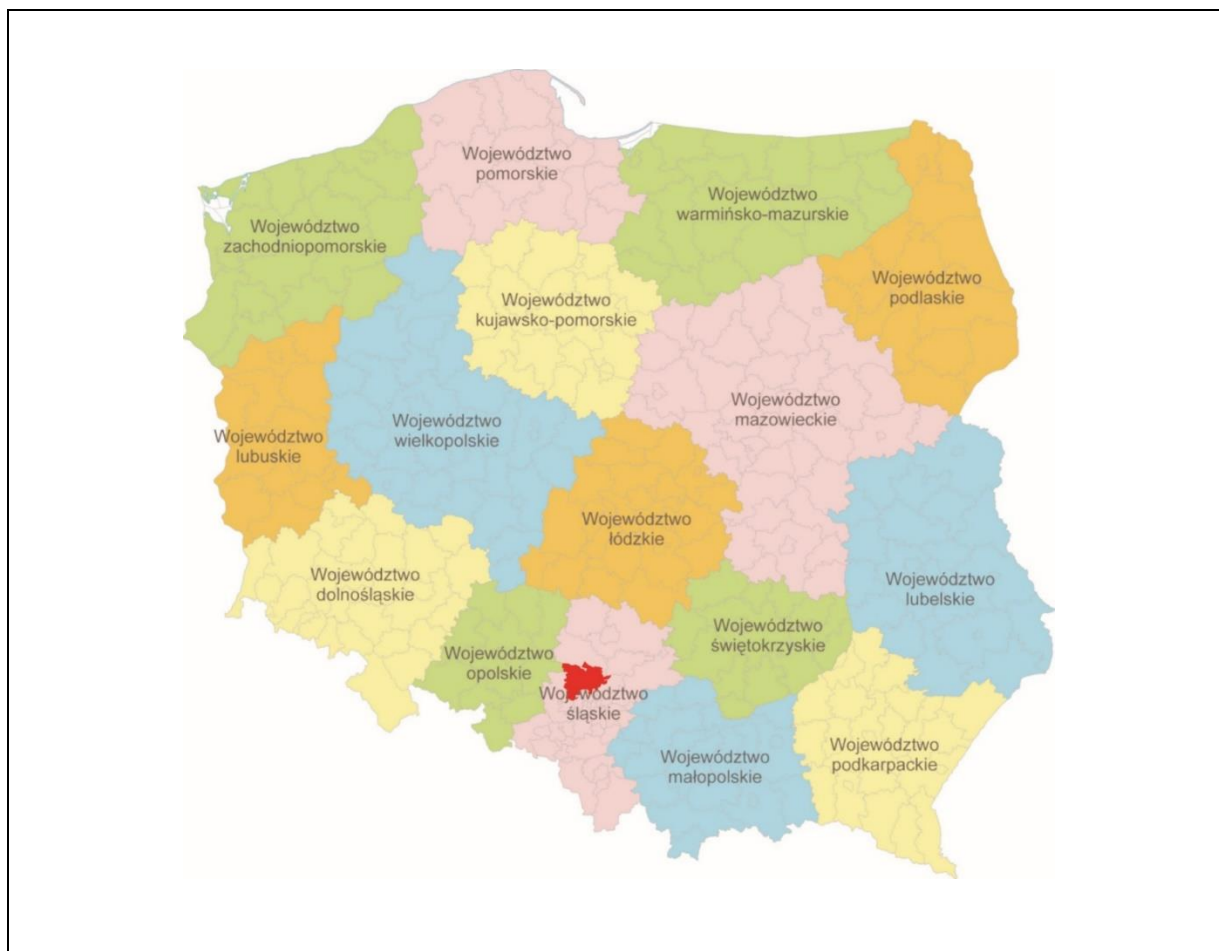 Województwo
pomorskie
Województwo
warmińsko-mazurskie
Województwo
zachodniopomorskie
Województwo
podlaskie
Województwo
kujawsko-pomorskie
Województwo
mazowieckie
Województwo
wielkopolskie
Województwo
lubuskie
Województwo
łódzkie
Województwo
dolnośląskie
Województwo
lubelskie
Województwo
świętokrzyskie
Województwo
opolskie
Województwo
śląskie
Województwo
małopolskie
Województwo
podkarpackie